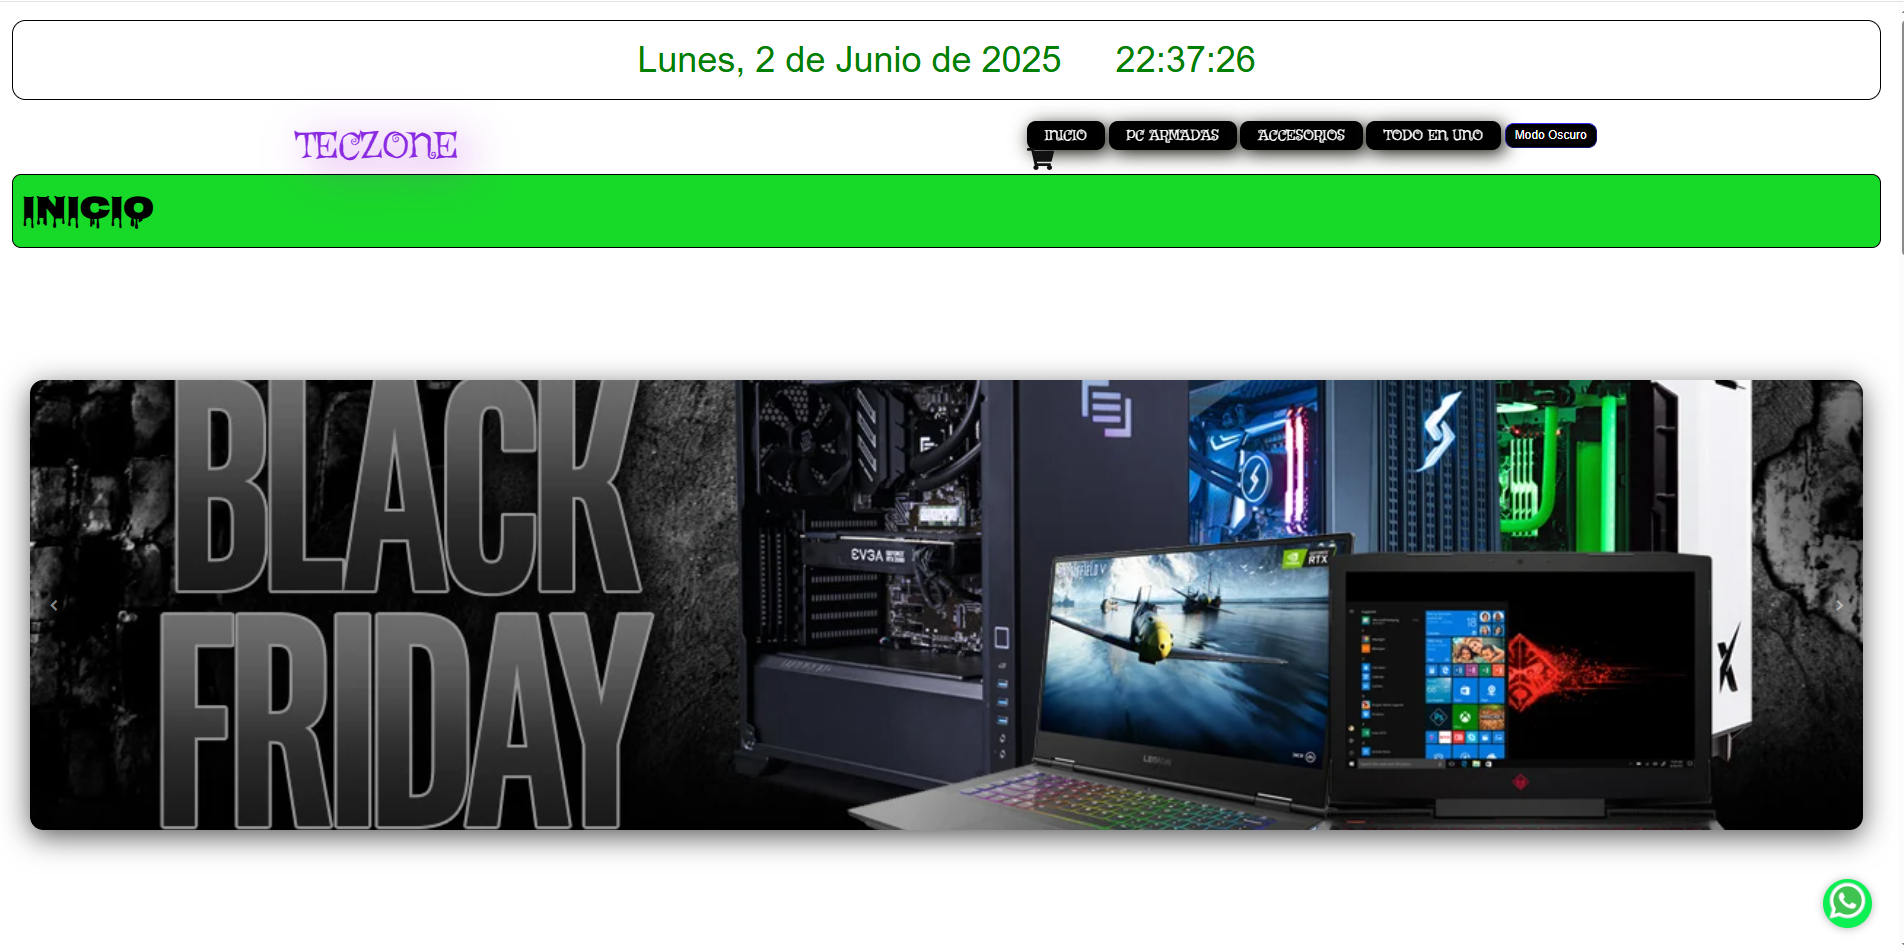 Lunes, 2 de Junio de 2025 22:37:26
TECZONE
INICIO PC ARMADAS ACCESORIOS TODO EN UNO Modo Oscuro
INICIO
BLACK
FRIDAY
EVGA
RTX
LEGION